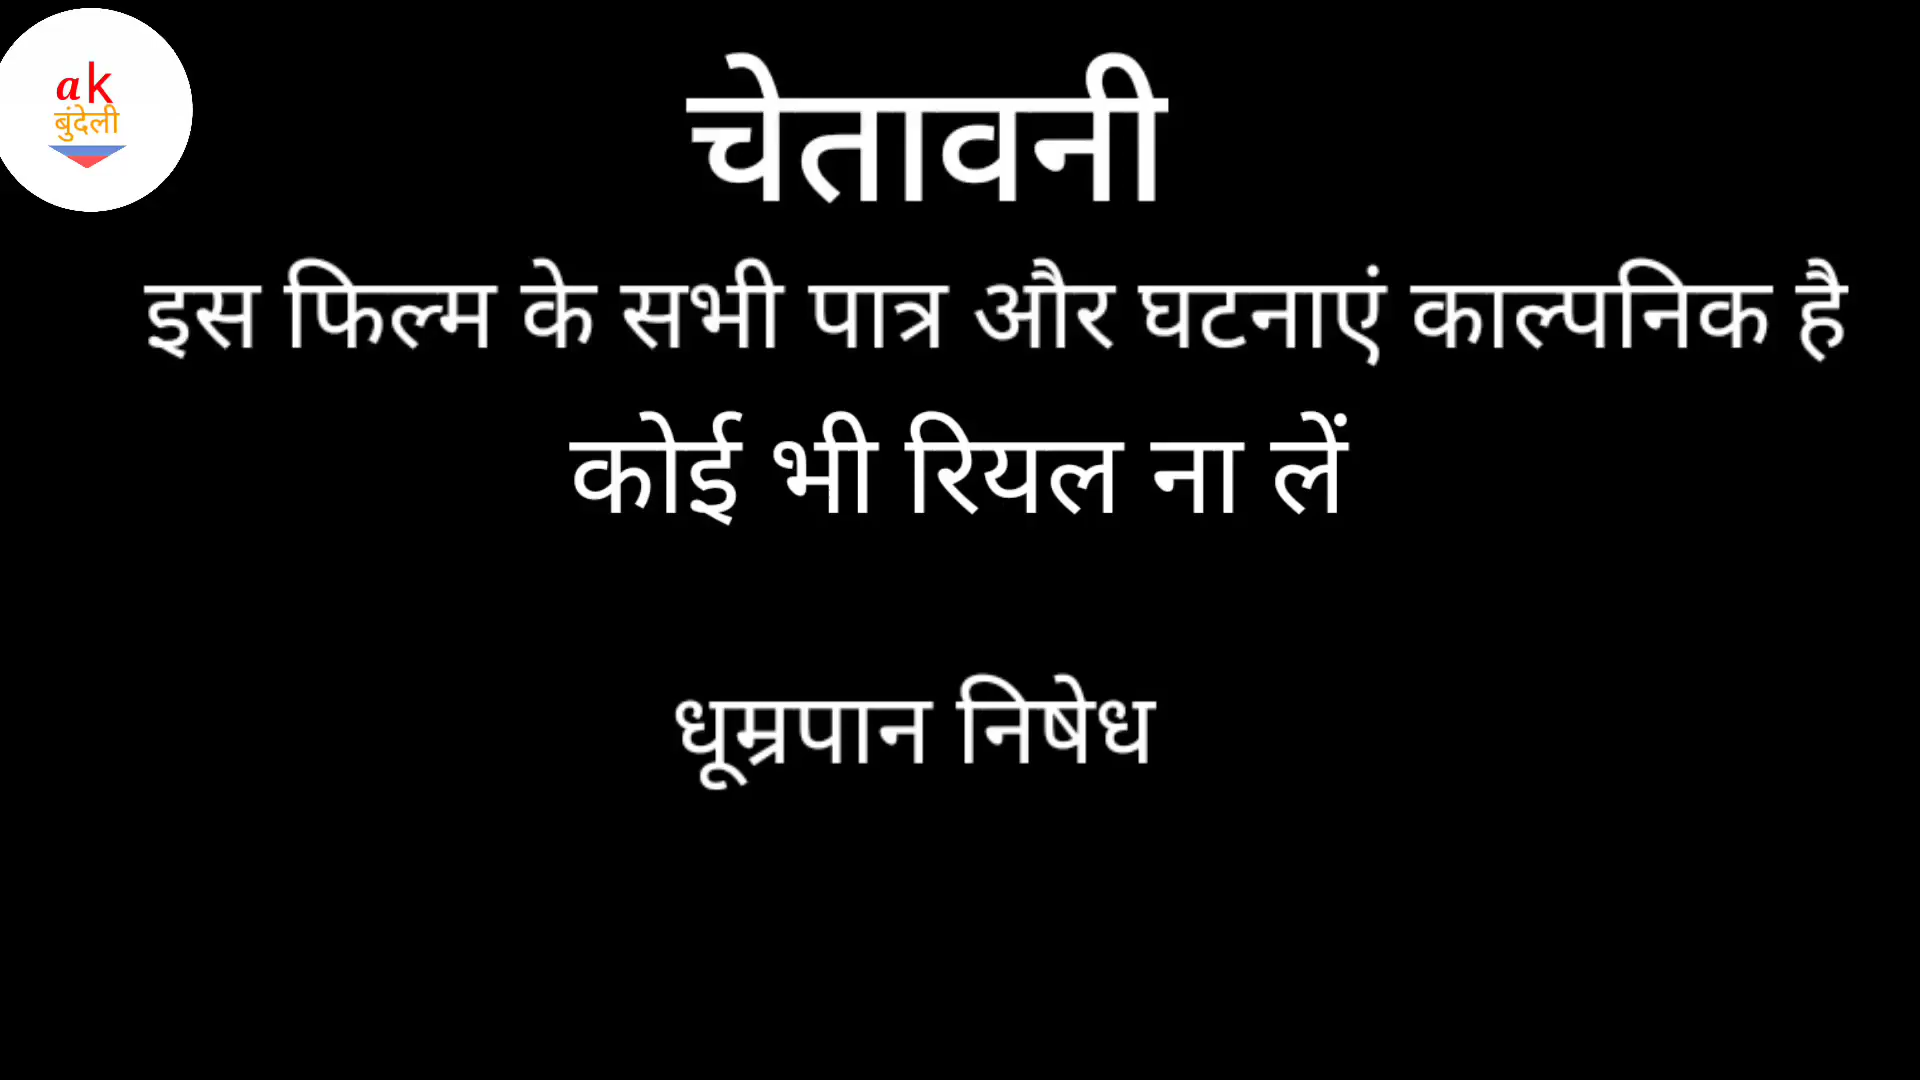 ak
बुंदेली
चेतावनी
इस फिल्म के सभी पात्र और घटनाएं काल्पनिक है
कोई भी रियल ना लें
धूम्रपान निषेध